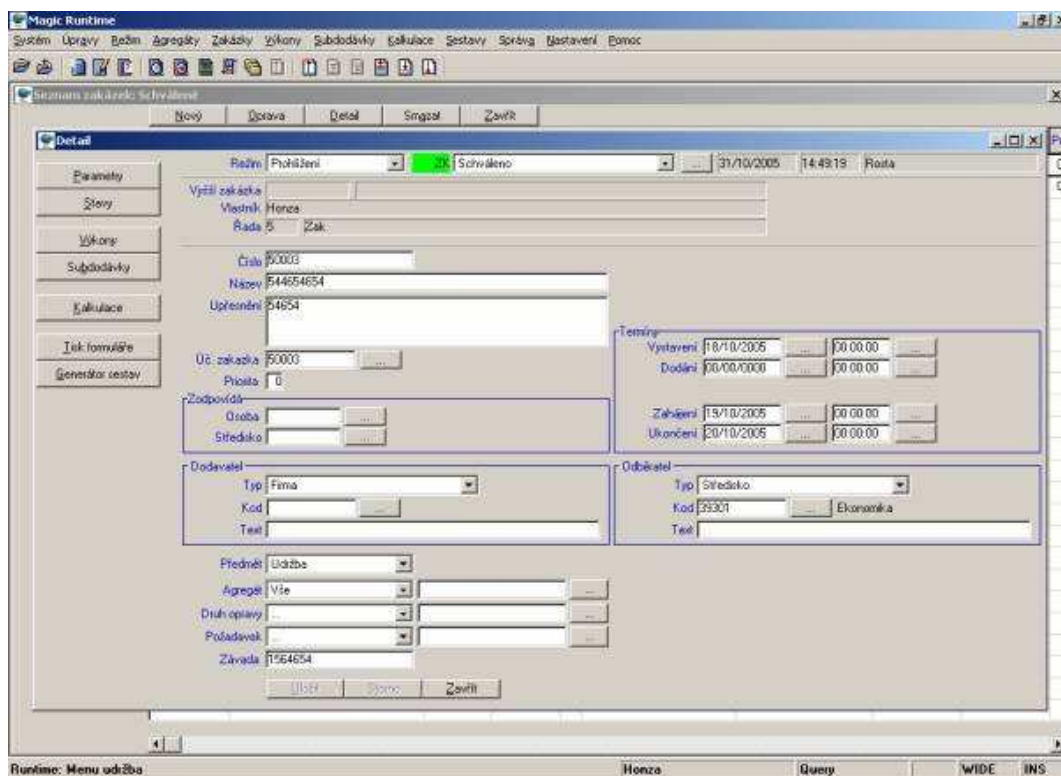 Magic Runtime
Systém Úpravy Režim Agregáty Zakázky Výkony Subdodávky Kalkulace Sestavy Správa Nastavení Pomoc
Seznam zakázek: Schválené
Nový Oprava Detail Smazat Zavřít
Detail
Režim Prohlížení ZK Schváleno ... 31/10/2005 14:49:19 Rosta
Parametry
Stavy
Výkony
Subdodávky
Kalkulace
Tisk formuláře
Generátor sestav
Vyšší zakázka
Vlastník Honza
Řada 5 Zak
Číslo 50003
Název 544654654
Upřesnění 54654
Úč. zakazka 50003 ...
Priorita 0
Zodpovídá
Osoba ...
Středisko ...
Termíny
Vystavení 18/10/2005 ... 00:00:00 ...
Dodání 00/00/0000 ... 00:00:00 ...
Zahájení 19/10/2005 ... 00:00:00 ...
Ukončení 20/10/2005 ... 00:00:00 ...
Dodavatel
Typ Firma
Kod ...
Text
Odběratel
Typ Středisko
Kod 39301 ... Ekonomika
Text
Předmět Udržba
Agregát Vše ...
Druh opravy ... ...
Požadavek ... ...
Závada 1564654
Uložit Storno Zavřít
Runtime: Menu udržba Honza Query WIDE INS